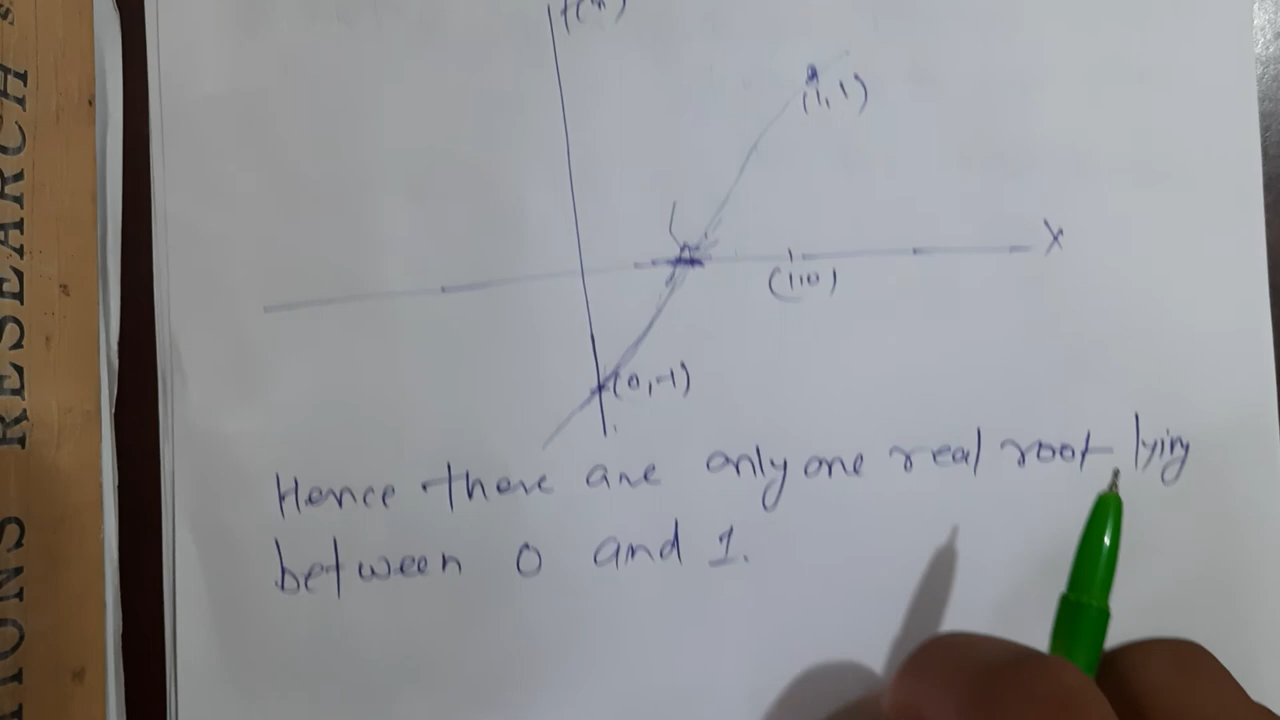 f(x)
(1,1)
X
(1,0)
(0,-1)
Hence there are only one real root lying
between 0 and 1.
IONS RESEARCH